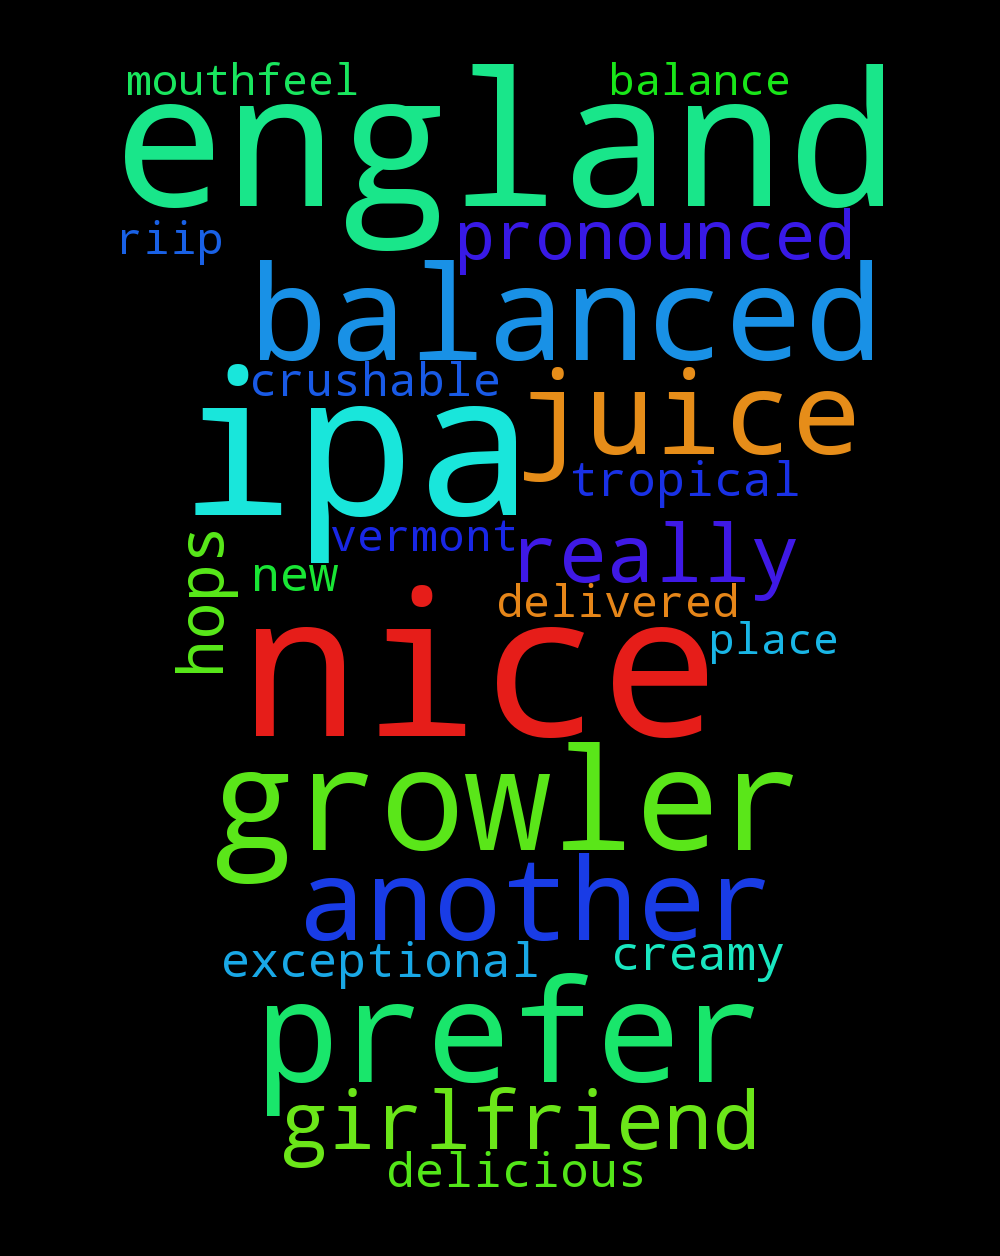 mouthfeel balance
england
riip pronounced
balanced
crushable
ipa juice
tropical
vermont really
hops
new
delivered
nice place
growler
another
exceptional creamy
prefer
girlfriend
delicious